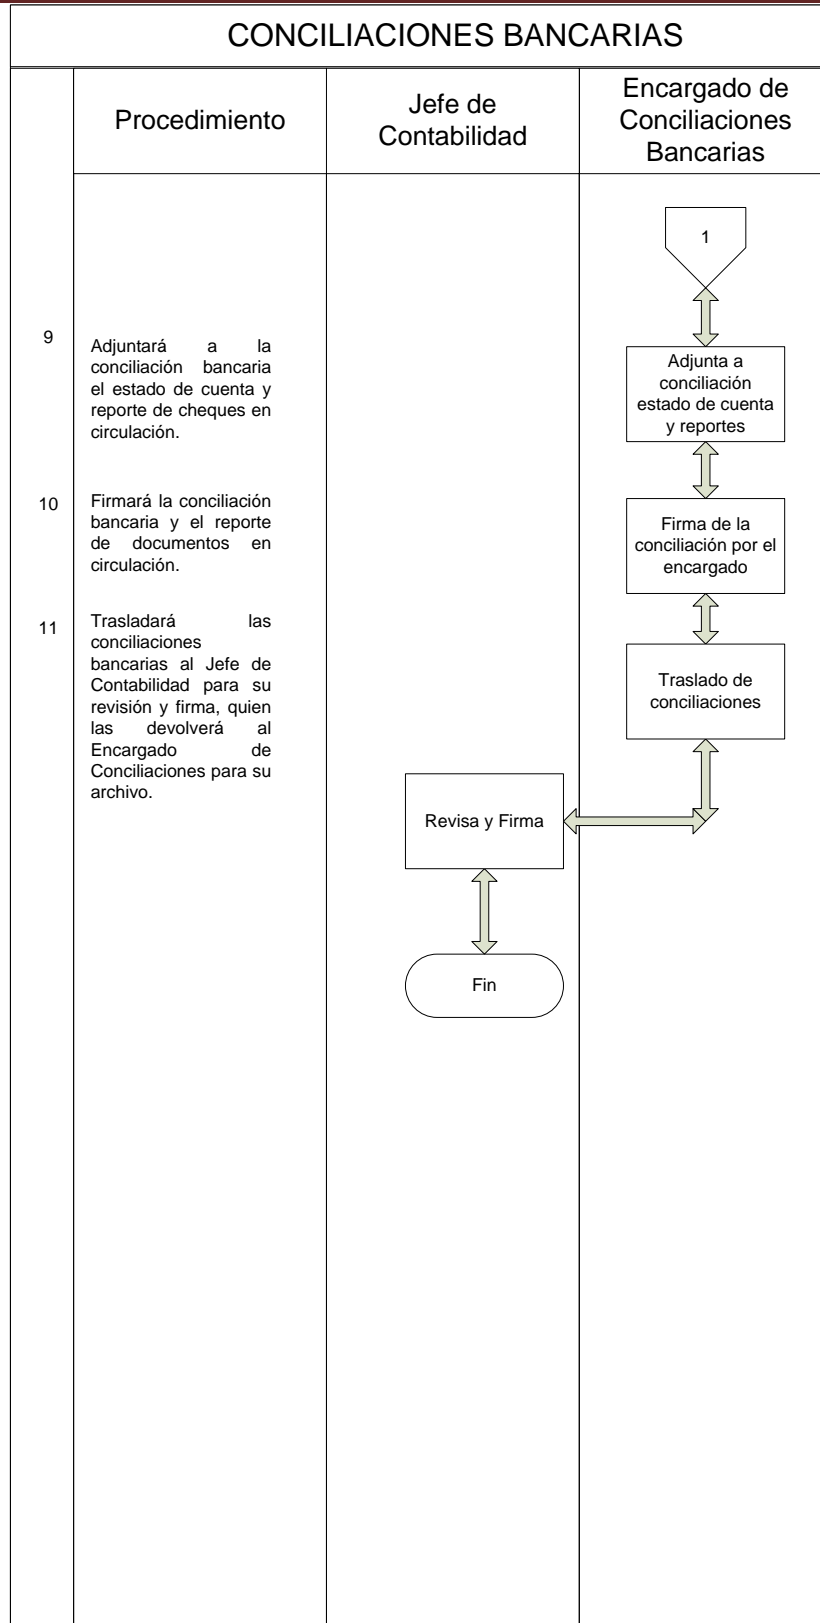 CONCILIACIONES BANCARIAS
Procedimiento
Jefe de
Contabilidad
Encargado de
Conciliaciones
Bancarias
1
9
Adjuntará a la
conciliación bancaria
el estado de cuenta y
reporte de cheques en
circulación.
Adjunta a
conciliación
estado de cuenta
y reportes
10
Firmará la conciliación
bancaria y el reporte
de documentos en
circulación.
Firma de la
conciliación por el
encargado
11
Trasladará las
conciliaciones
bancarias al Jefe de
Contabilidad para su
revisión y firma, quien
las devolverá al
Encargado de
Conciliaciones para su
archivo.
Traslado de
conciliaciones
Revisa y Firma
Fin